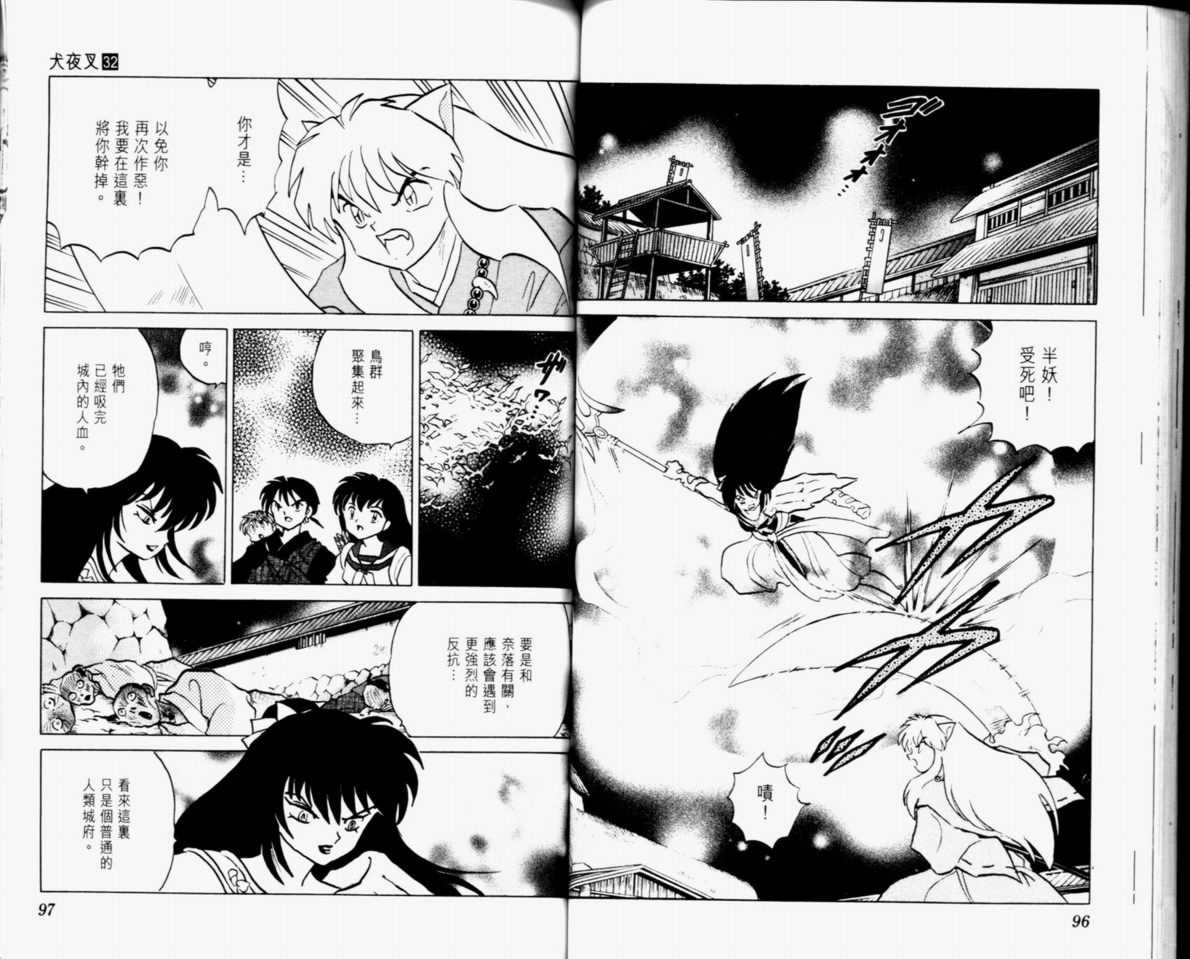 ゴオオオ…
半妖！
受死吧！
嘖！
96
犬夜叉32
你才是…
以免你
再次作惡！
我要在這裏
將你幹掉。
ザワ…
鳥群
聚集起來…
哼。
牠們
已經吸完
城內的人血。
要是和
奈落有關，
應該會遇到
更強烈的
反抗…
看來這裏
只是個普通的
人類城府。
97